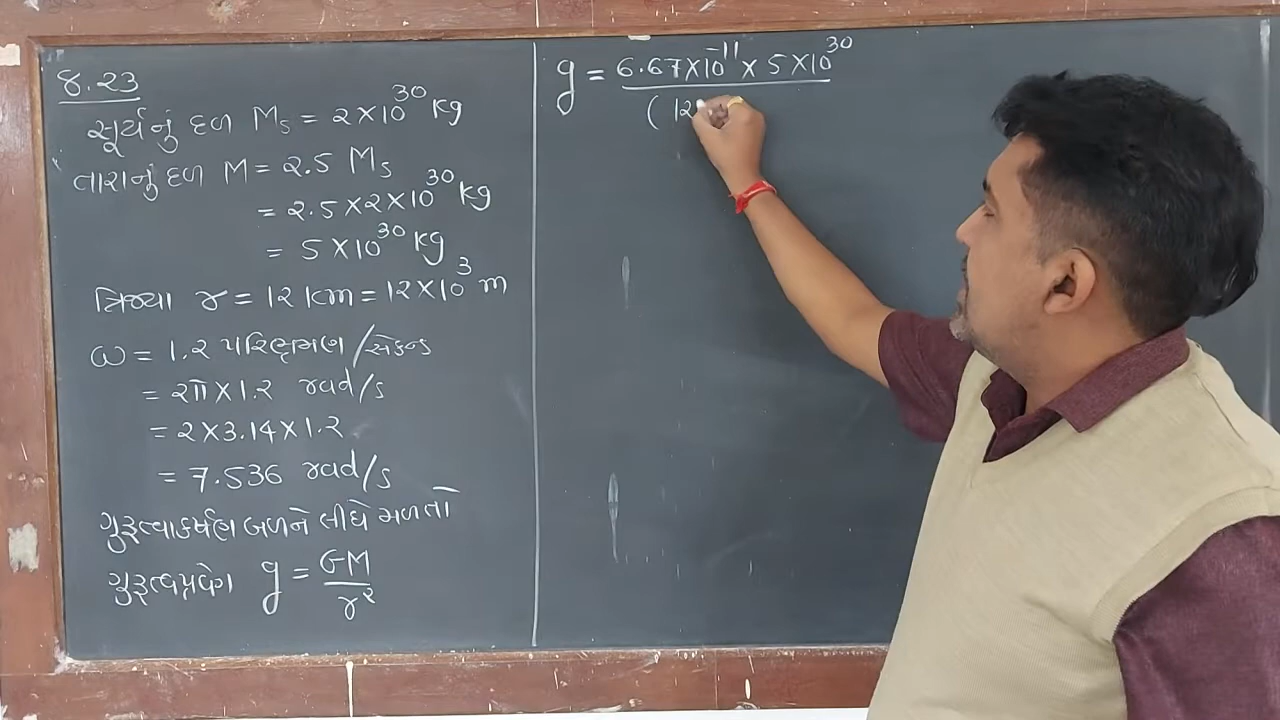 8.23
સૂર્યનું દળ Ms = 2×10³⁰ kg
તારાનું દળ M = 2.5 Ms
= 2.5×2×10³⁰ kg
= 5×10³⁰ kg
ત્રિજ્યા r = 12 km = 12×10³ m
ω = 1.2 પરિભ્રમણ/સેકન્ડ
= 2π×1.2 rad/s
= 2×3.14×1.2
= 7.536 rad/s
ગુરૂત્વાકર્ષણ બળને લીધે મળતો
ગુરૂત્વપ્રવેગ g = GM/r²
g = 6.67×10⁻¹¹ × 5×10³⁰
(12